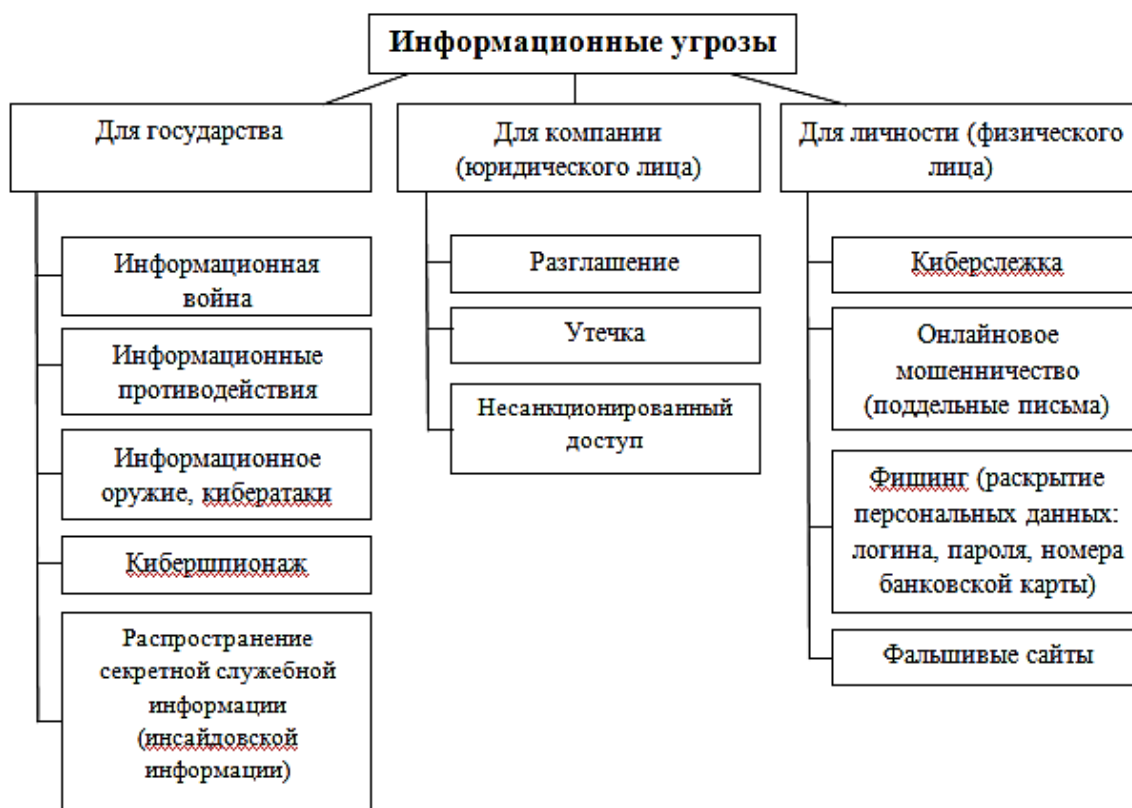 Информационные угрозы
Для государства
Информационная
война
Информационные
противодействия
Информационное
оружие, кибератаки
Кибершпионаж
Распространение
секретной служебной
информации
(инсайдовской
информации)
Для компании
(юридического лица)
Разглашение
Утечка
Несанкционированный
доступ
Для личности (физического
лица)
Киберслежка
Онлайновое
мошенничество
(поддельные письма)
Фишинг (раскрытие
персональных данных:
логина, пароля, номера
банковской карты)
Фальшивые сайты